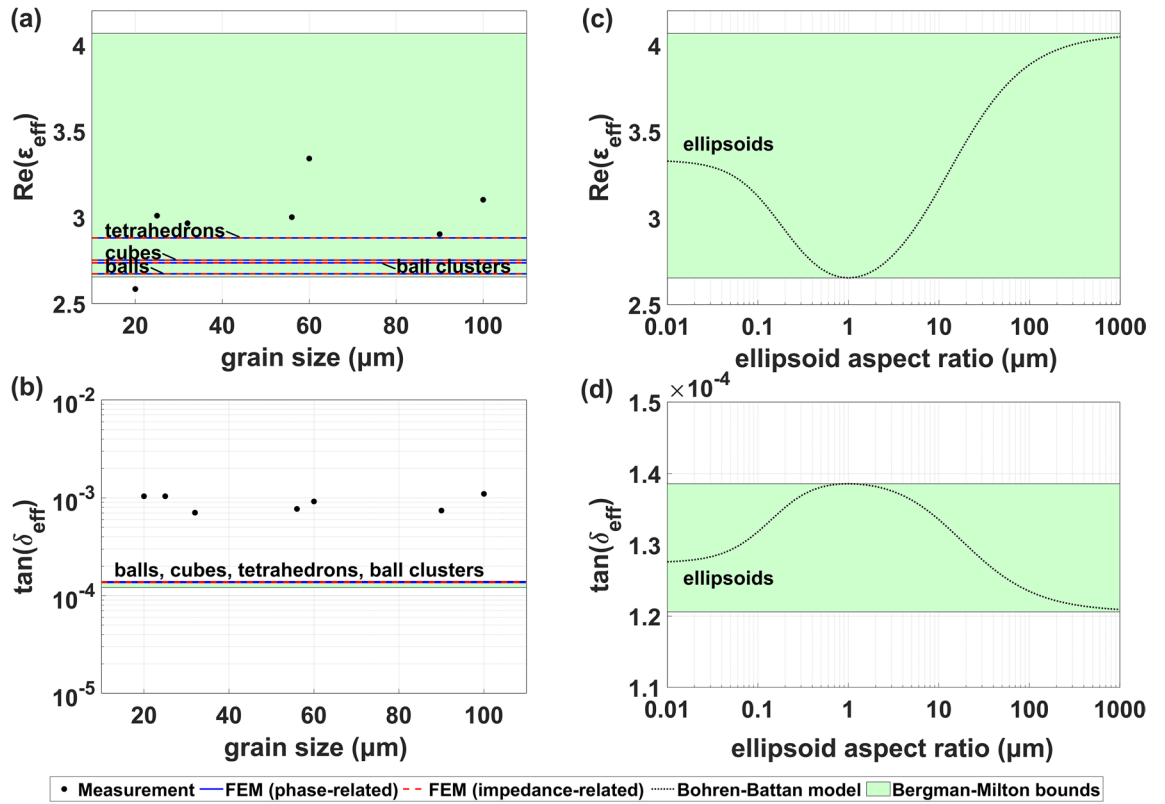 (a)
4
3.5
3
2.5
Re(ε_eff)
tetrahedrons
cubes
balls
ball clusters
20 40 60 80 100
grain size (μm)
(c)
4
3.5
3
2.5
Re(ε_eff)
ellipsoids
0.01 0.1 1 10 100 1000
ellipsoid aspect ratio (μm)
(b)
10^-2
10^-3
10^-4
10^-5
tan(δ_eff)
balls, cubes, tetrahedrons, ball clusters
20 40 60 80 100
grain size (μm)
(d)
×10^-4
1.5
1.4
1.3
1.2
1.1
tan(δ_eff)
ellipsoids
0.01 0.1 1 10 100 1000
ellipsoid aspect ratio (μm)
Measurement FEM (phase-related) FEM (impedance-related) Bohren-Battan model Bergman-Milton bounds